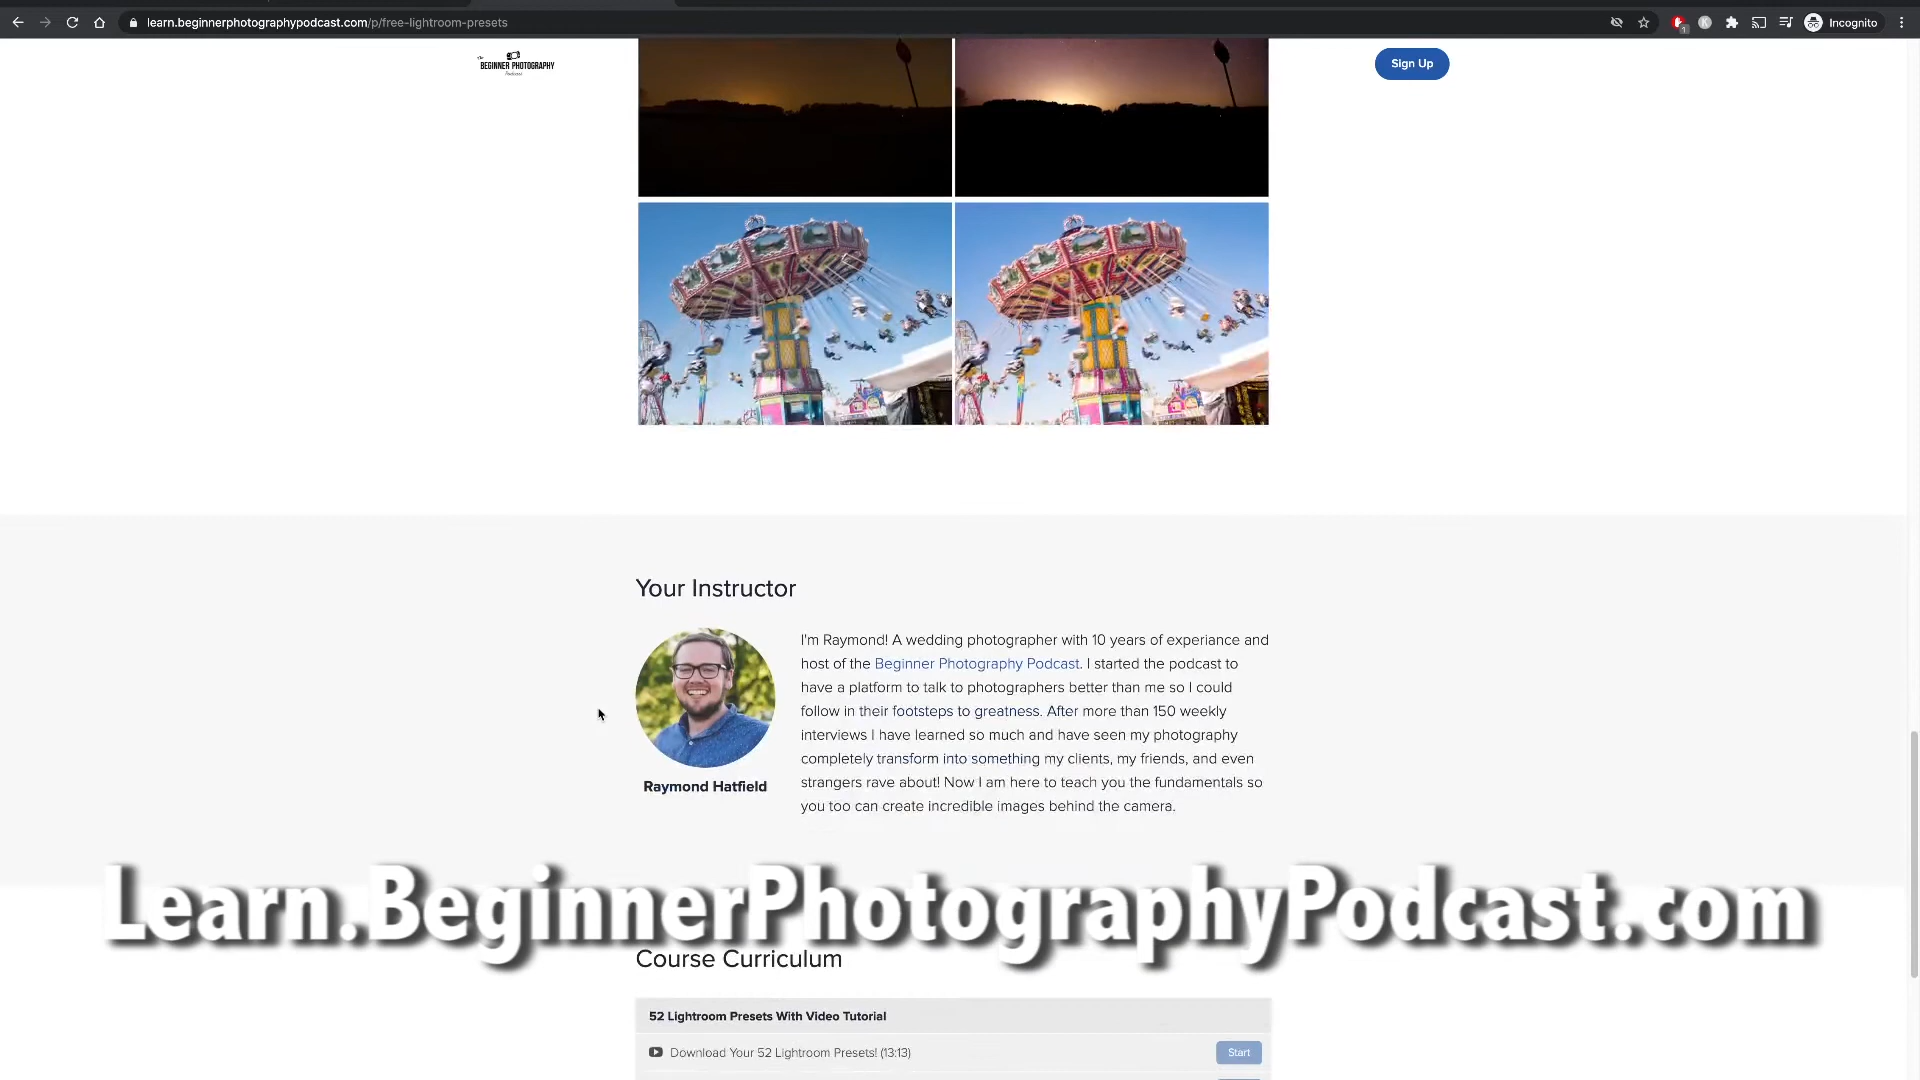 learn.beginnerphotographypodcast.com/p/free-lightroom-presets
Incognito
The
BEGINNER PHOTOGRAPHY
Podcast
Sign Up
Your Instructor
I'm Raymond! A wedding photographer with 10 years of experiance and
host of the Beginner Photography Podcast. I started the podcast to
have a platform to talk to photographers better than me so I could
follow in their footsteps to greatness. After more than 150 weekly
interviews I have learned so much and have seen my photography
completely transform into something my clients, my friends, and even
strangers rave about! Now I am here to teach you the fundamentals so
you too can create incredible images behind the camera.
Raymond Hatfield
Learn.BeginnerPhotographyPodcast.com
Course Curriculum
52 Lightroom Presets With Video Tutorial
Download Your 52 Lightroom Presets! (13:13)
Start